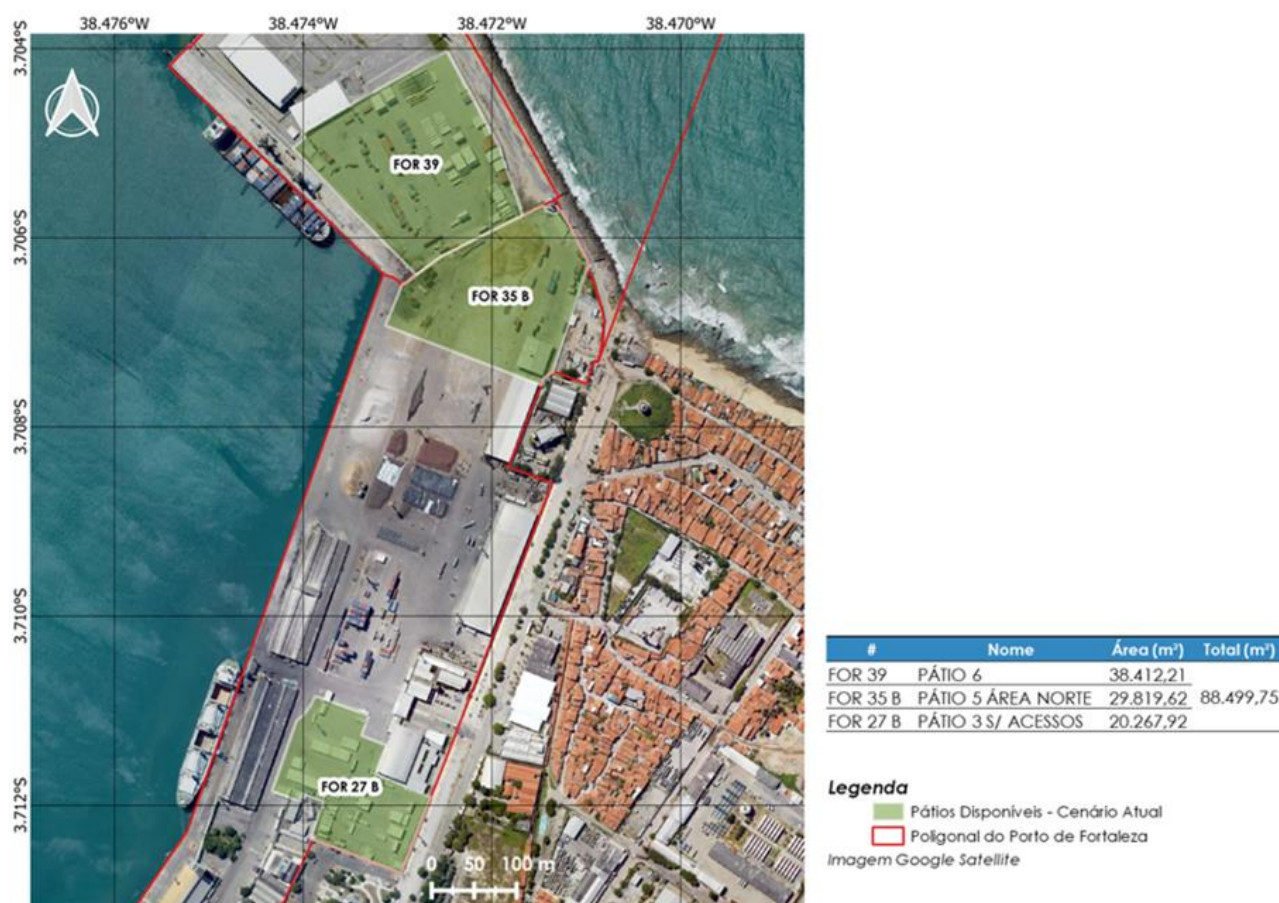 38.476°W 38.474°W 38.472°W 38.470°W
3.704°S
3.706°S
3.708°S
3.710°S
3.712°S
FOR 39
FOR 35 B
FOR 27 B
0 50 100 m
# Nome Área (m²) Total (m²)
FOR 39 PÁTIO 6 38.412,21
FOR 35 B PÁTIO 5 ÁREA NORTE 29.819,62 88.499,75
FOR 27 B PÁTIO 3 S/ ACESSOS 20.267,92
Legenda
Pátios Disponíveis - Cenário Atual
Poligonal do Porto de Fortaleza
Imagem Google Satellite